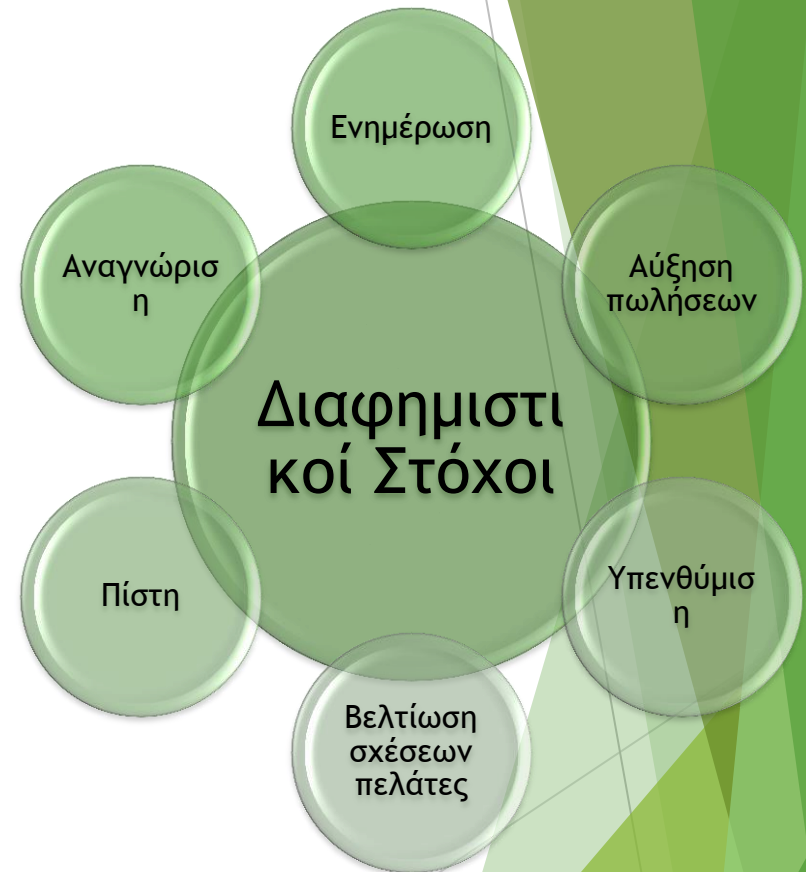 Ενημέρωση
Αύξηση
πωλήσεων
Υπενθύμισ
η
Βελτίωση
σχέσεων
πελάτες
Πίστη
Αναγνώρισ
η
Διαφημιστι
κοί Στόχοι